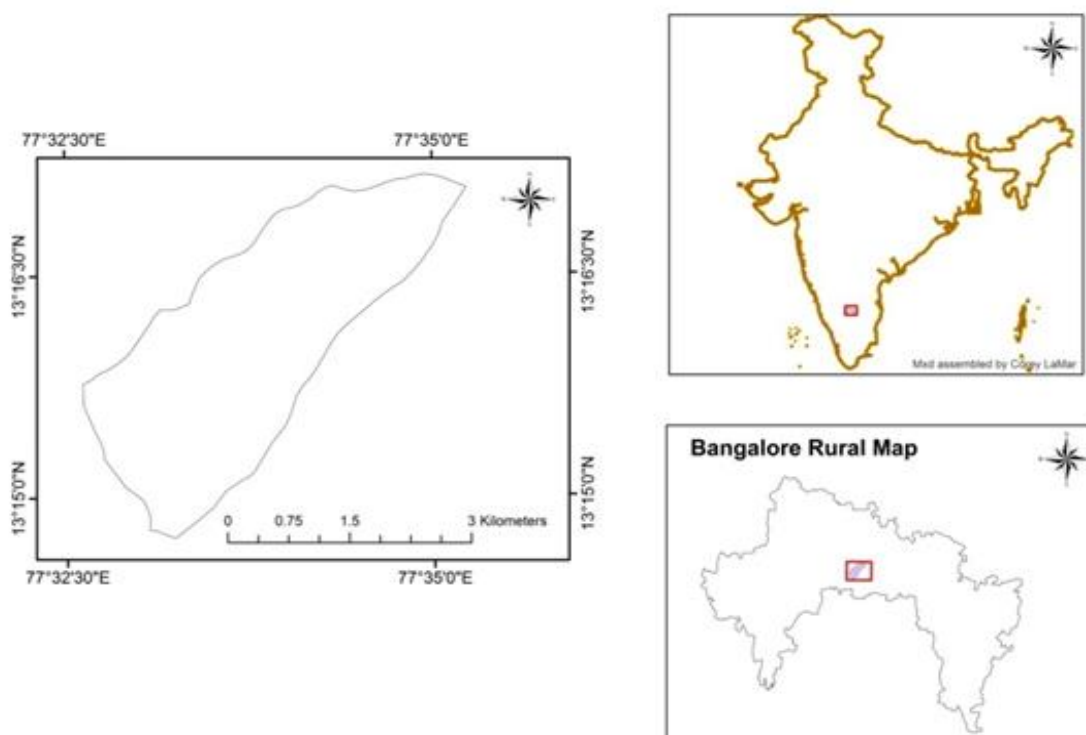 77°32'30"E 77°35'0"E
13°16'30"N 13°16'30"N
13°15'0"N 13°15'0"N
0 0.75 1.5 3 Kilometers
77°32'30"E 77°35'0"E
Mxd assembled by Corey LaMar
Bangalore Rural Map